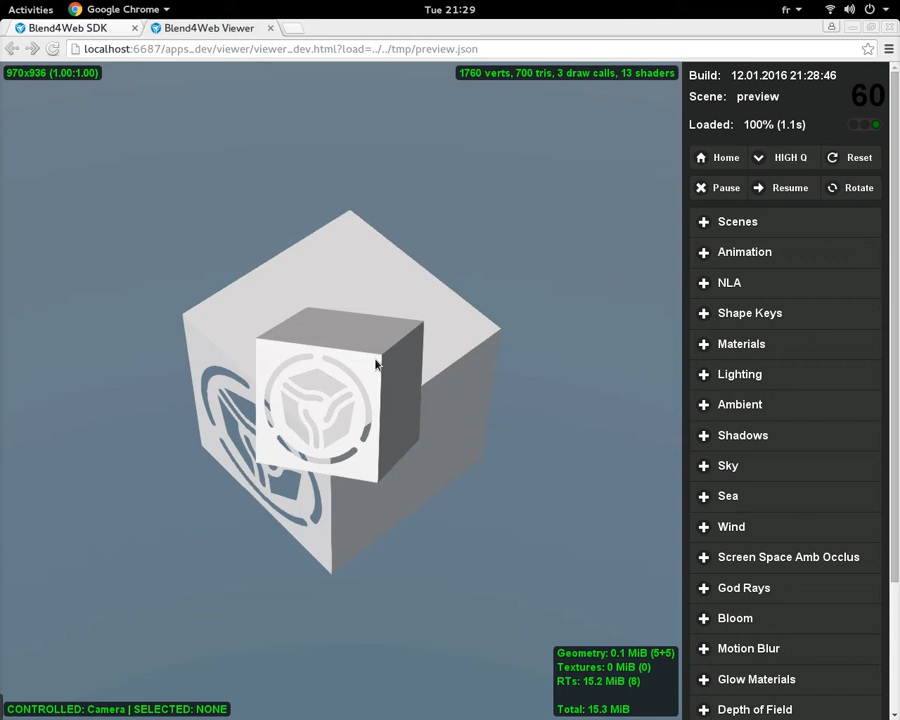 Activities Google Chrome Tue 21:29 fr
Blend4Web SDK × Blend4Web Viewer ×
localhost:6687/apps_dev/viewer/viewer_dev.html?load=../../tmp/preview.json
970x936 (1.00:1.00) 1760 verts, 700 tris, 3 draw calls, 13 shaders
Build: 12.01.2016 21:28:46
Scene: preview
60
Loaded: 100% (1.1s)
Home HIGH Q Reset
Pause Resume Rotate
Scenes
Animation
NLA
Shape Keys
Materials
Lighting
Ambient
Shadows
Sky
Sea
Wind
Screen Space Amb Occlus
God Rays
Bloom
Motion Blur
Glow Materials
Depth of Field
Geometry: 0.1 MiB (5+5)
Textures: 0 MiB (0)
RTs: 15.2 MiB (8)
Total: 15.3 MiB
CONTROLLED: Camera | SELECTED: NONE